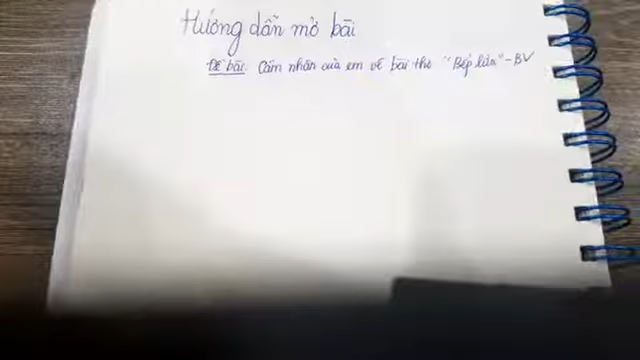 Hướng dẫn mở bài
Đề bài: Cảm nhận của em về bài thơ "Bếp lửa" - BV